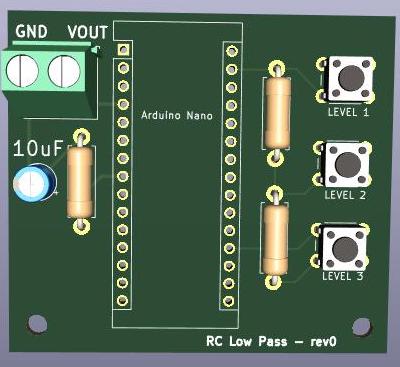 GND VOUT
Arduino Nano
LEVEL 1
10uF
LEVEL 2
LEVEL 3
RC Low Pass - rev0